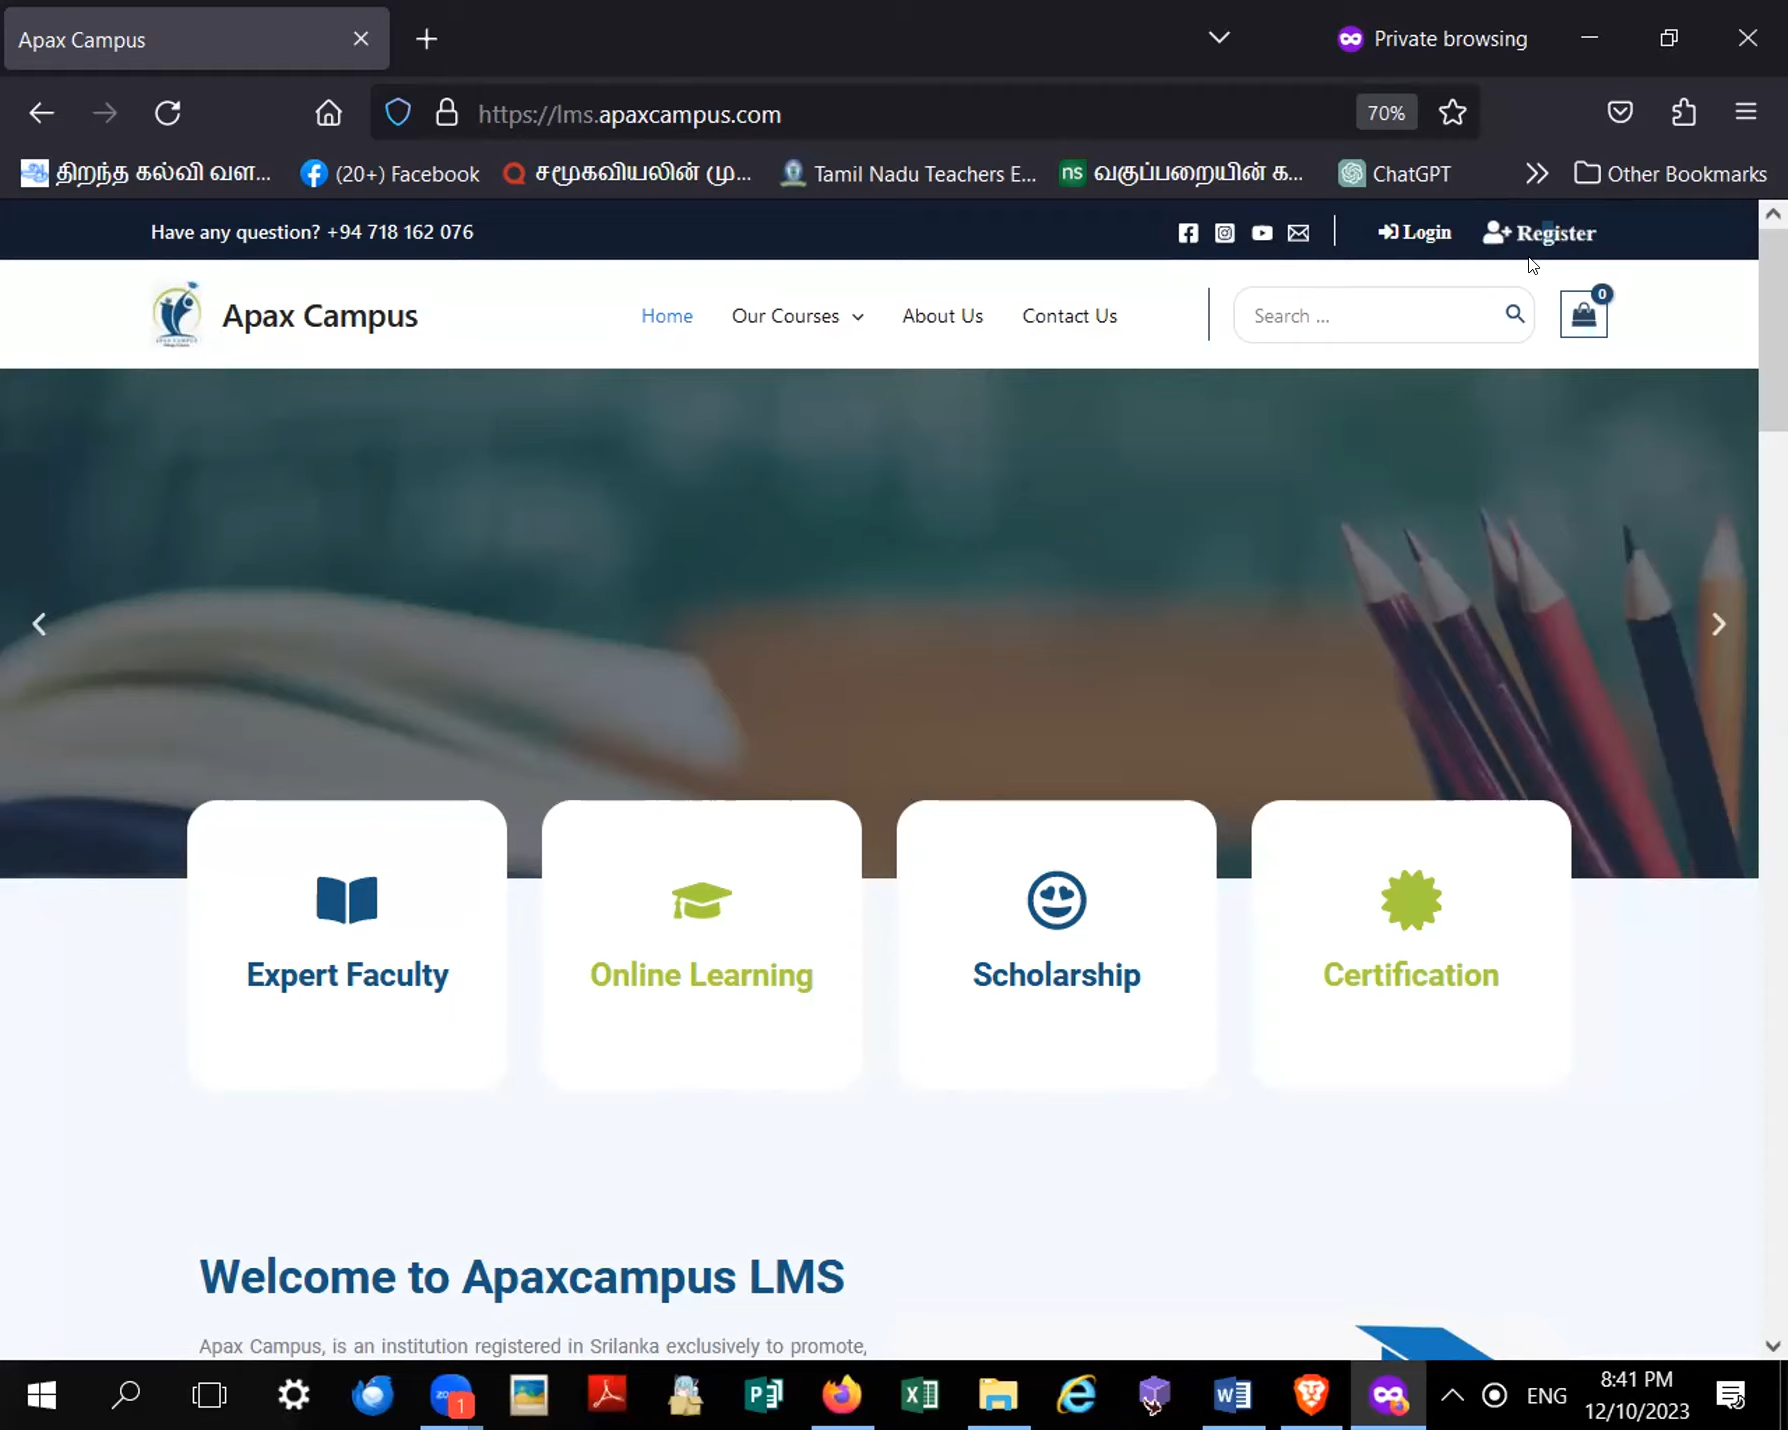 Apax Campus
Private browsing
https://lms.apaxcampus.com
70%
திறந்த கல்வி வள...
(20+) Facebook
சமூகவியலின் மு...
Tamil Nadu Teachers E...
ns
வகுப்பறையின் க...
ChatGPT
Other Bookmarks
Have any question? +94 718 162 076
Login
Register
Apax Campus
Home
Our Courses
About Us
Contact Us
Search ...
0
Expert Faculty
Online Learning
Scholarship
Certification
Welcome to Apaxcampus LMS
Apax Campus, is an institution registered in Srilanka exclusively to promote,
1
ENG
8:41 PM
12/10/2023